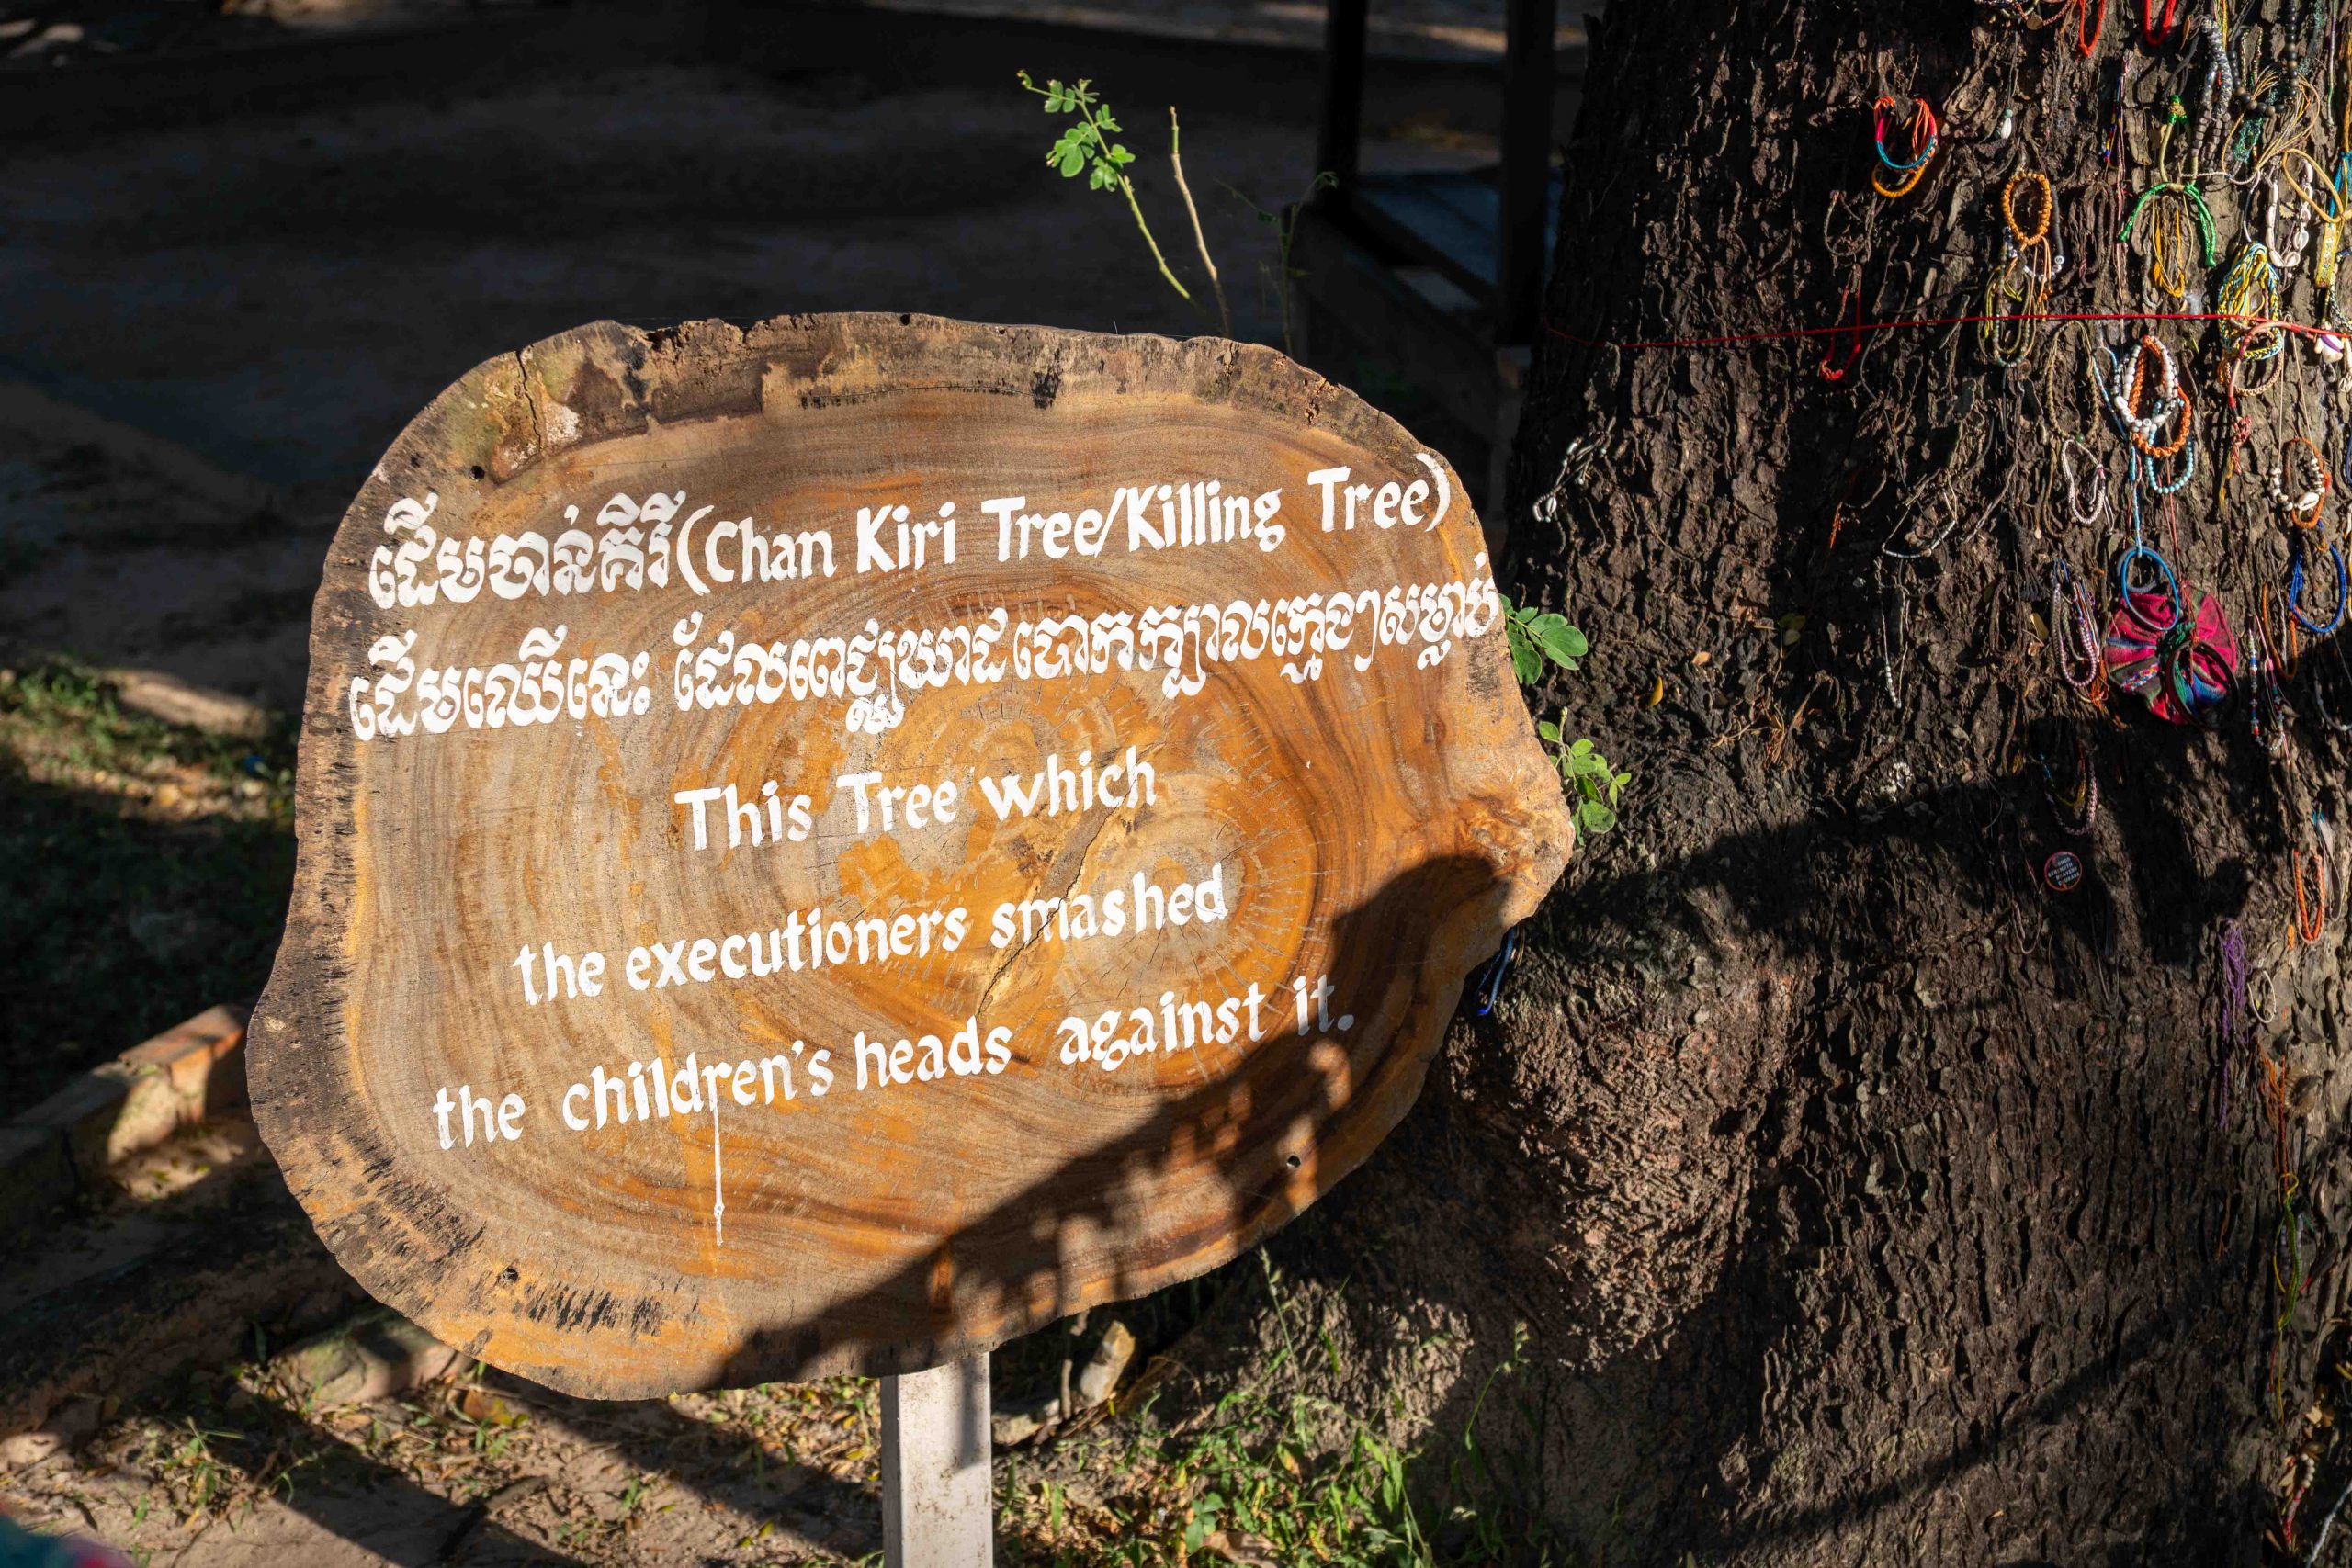 ដើមចាន់គិរី(Chan Kiri Tree/Killing Tree)
ដើមឈើនេះ ដែលពេជ្ឈឃាដបោកក្បាលក្មេងៗសម្លាប់
This Tree which
the executioners smashed
the children's heads against it.